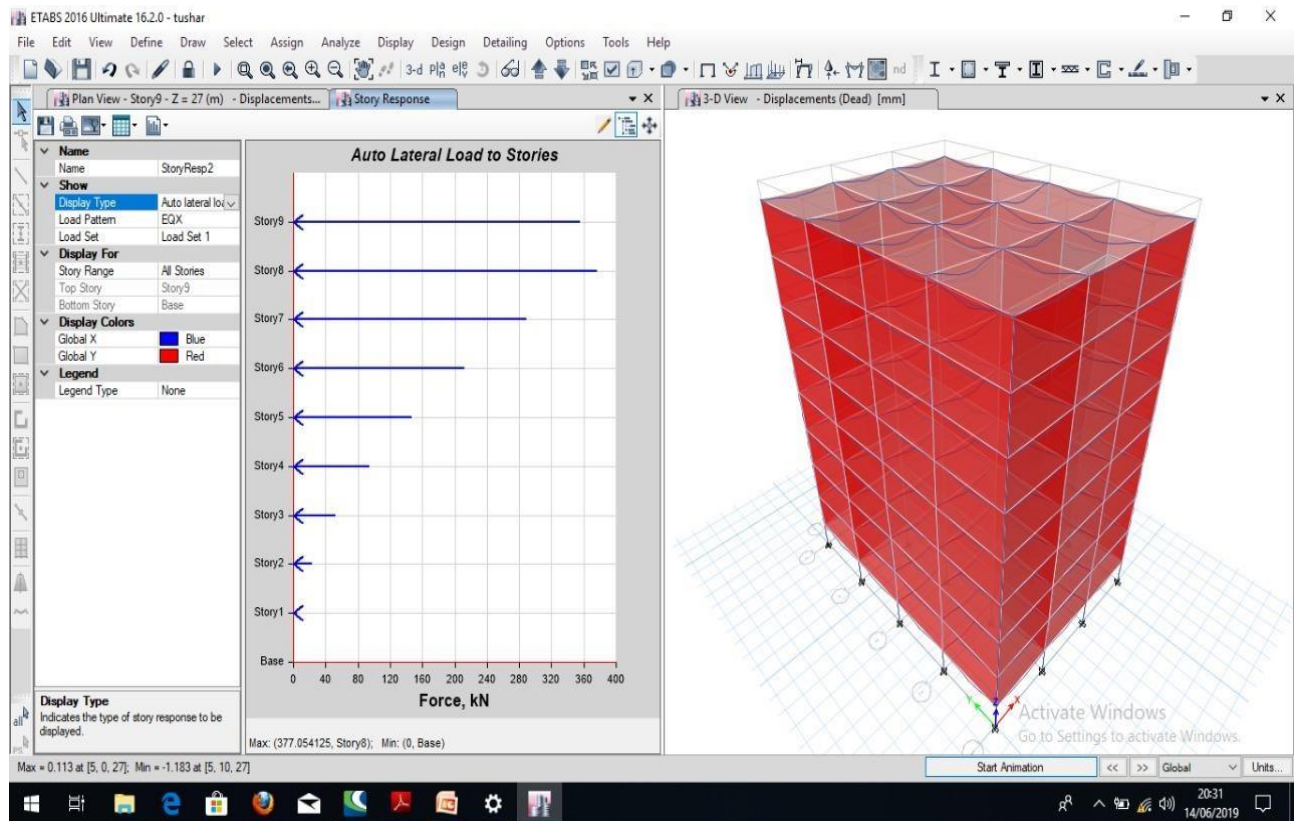 ETABS 2016 Ultimate 16.2.0 - tushar
File Edit View Define Draw Select Assign Analyze Display Design Detailing Options Tools Help
3-d nd
Plan View - Story9 - Z = 27 (m) - Displacements... Story Response
3-D View - Displacements (Dead) [mm]
Name
Name StoryResp2
Show
Display Type Auto lateral loa
Load Pattern EQX
Load Set Load Set 1
Display For
Story Range All Stories
Top Story Story9
Bottom Story Base
Display Colors
Global X Blue
Global Y Red
Legend
Legend Type None
Auto Lateral Load to Stories
Story9
Story8
Story7
Story6
Story5
Story4
Story3
Story2
Story1
Base
0 40 80 120 160 200 240 280 320 360 400
Force, kN
Display Type
Indicates the type of story response to be
displayed.
Max: (377.054125, Story8); Min: (0, Base)
all
Y Z X
Activate Windows
Go to Settings to activate Windows.
Max = 0.113 at [5, 0, 27]; Min = -1.183 at [5, 10, 27]
Start Animation << >> Global Units...
20:31
14/06/2019